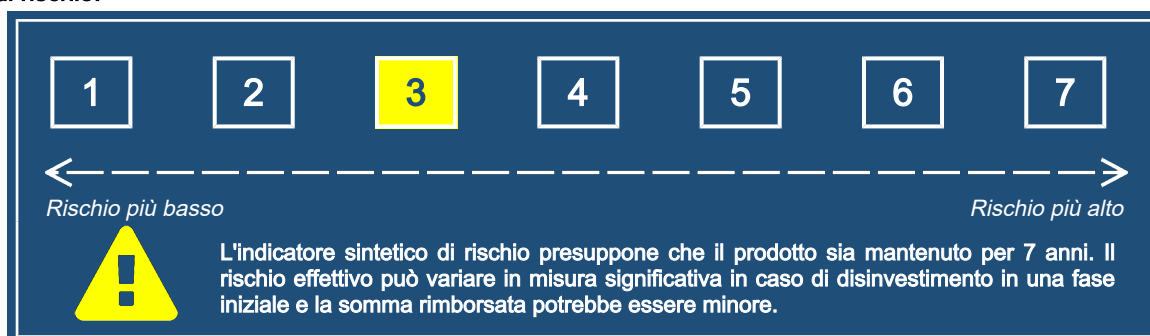 di rischio:
1 2 3 4 5 6 7
Rischio più basso Rischio più alto
L'indicatore sintetico di rischio presuppone che il prodotto sia mantenuto per 7 anni. Il
rischio effettivo può variare in misura significativa in caso di disinvestimento in una fase
iniziale e la somma rimborsata potrebbe essere minore.